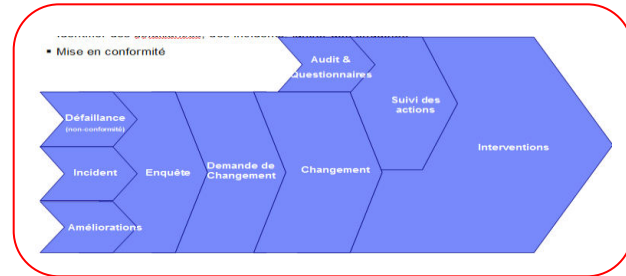 ▪ Mise en conformité
Audit &
Questionnaires
Suivi des
actions
Défaillance
(non-conformité)
Incident
Améliorations
Enquête
Demande de
Changement
Changement
Interventions